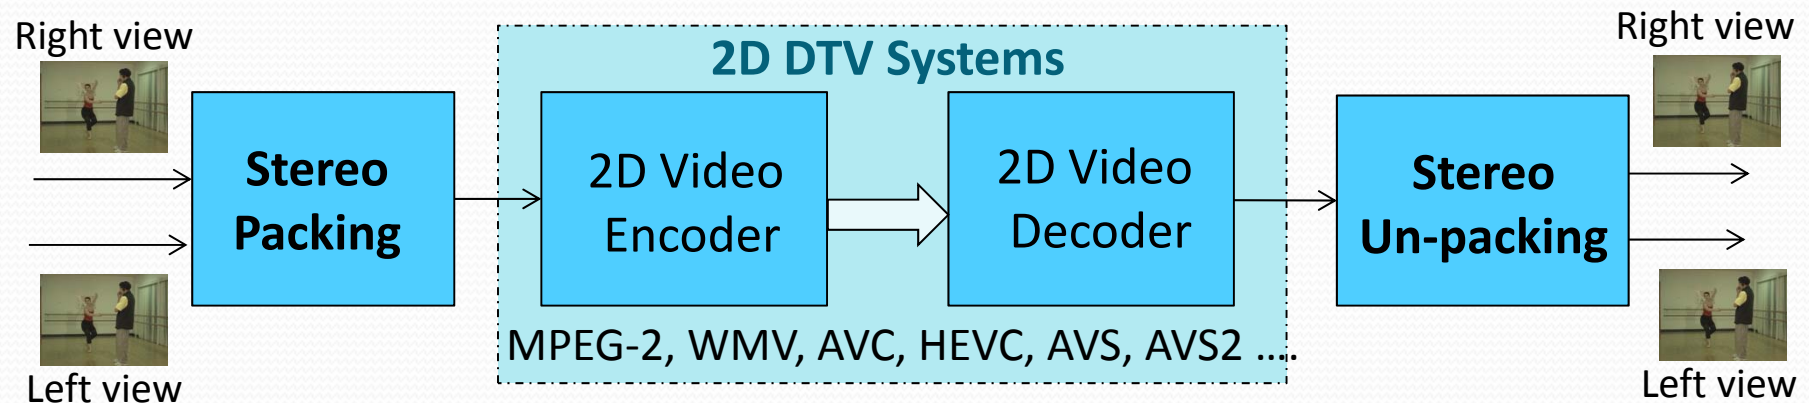 Right view
Left view
Stereo
Packing
2D DTV Systems
2D Video
Encoder
2D Video
Decoder
MPEG-2, WMV, AVC, HEVC, AVS, AVS2 ....
Stereo
Un-packing
Right view
Left view